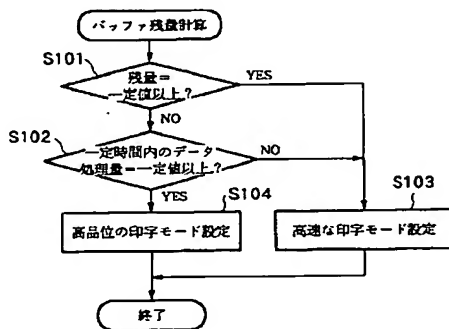 バッファ残量計算
S101
残量=
一定値以上?
YES
NO
S102
一定時間内のデータ
処理量=一定値以上?
NO
YES
S104
S103
高品位の印字モード設定
高速な印字モード設定
終了